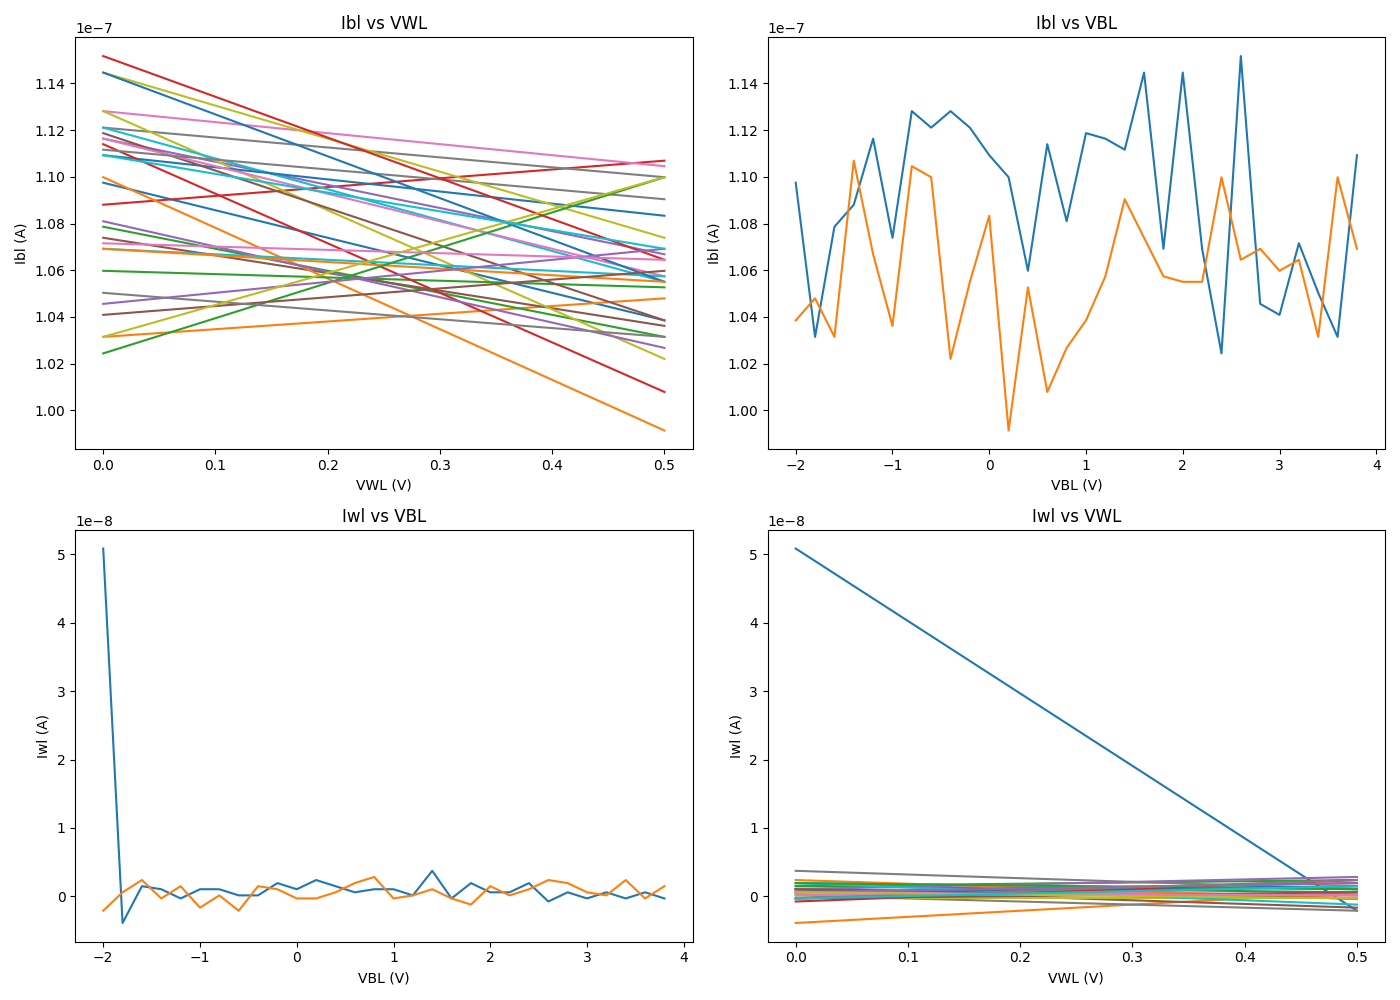 Ibl vs VWL
1e−7
1.14
1.12
1.10
1.08
1.06
1.04
1.02
1.00
Ibl (A)
0.0 0.1 0.2 0.3 0.4 0.5
VWL (V)
Ibl vs VBL
1e−7
1.14
1.12
1.10
1.08
1.06
1.04
1.02
1.00
Ibl (A)
−2 −1 0 1 2 3 4
VBL (V)
Iwl vs VBL
1e−8
5
4
3
2
1
0
Iwl (A)
−2 −1 0 1 2 3 4
VBL (V)
Iwl vs VWL
1e−8
5
4
3
2
1
0
Iwl (A)
0.0 0.1 0.2 0.3 0.4 0.5
VWL (V)